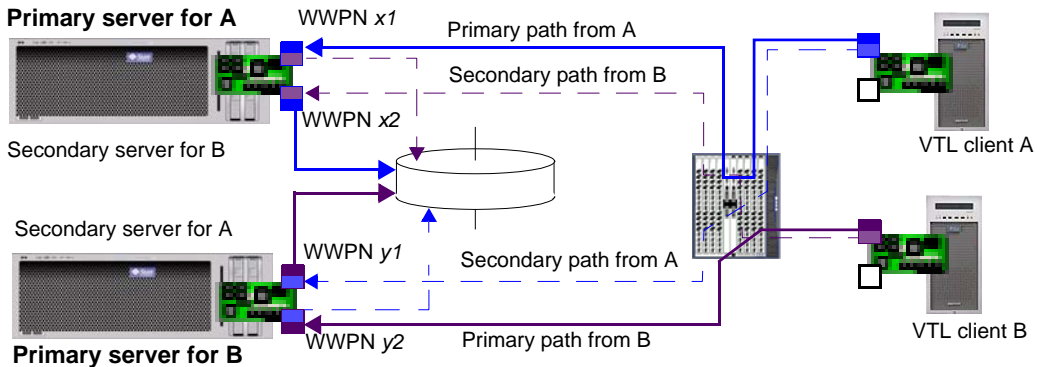 Primary server for A
WWPN x1
Primary path from A
Secondary path from B
WWPN x2
Secondary server for B
VTL client A
Secondary server for A
WWPN y1
Secondary path from A
WWPN y2
Primary path from B
VTL client B
Primary server for B